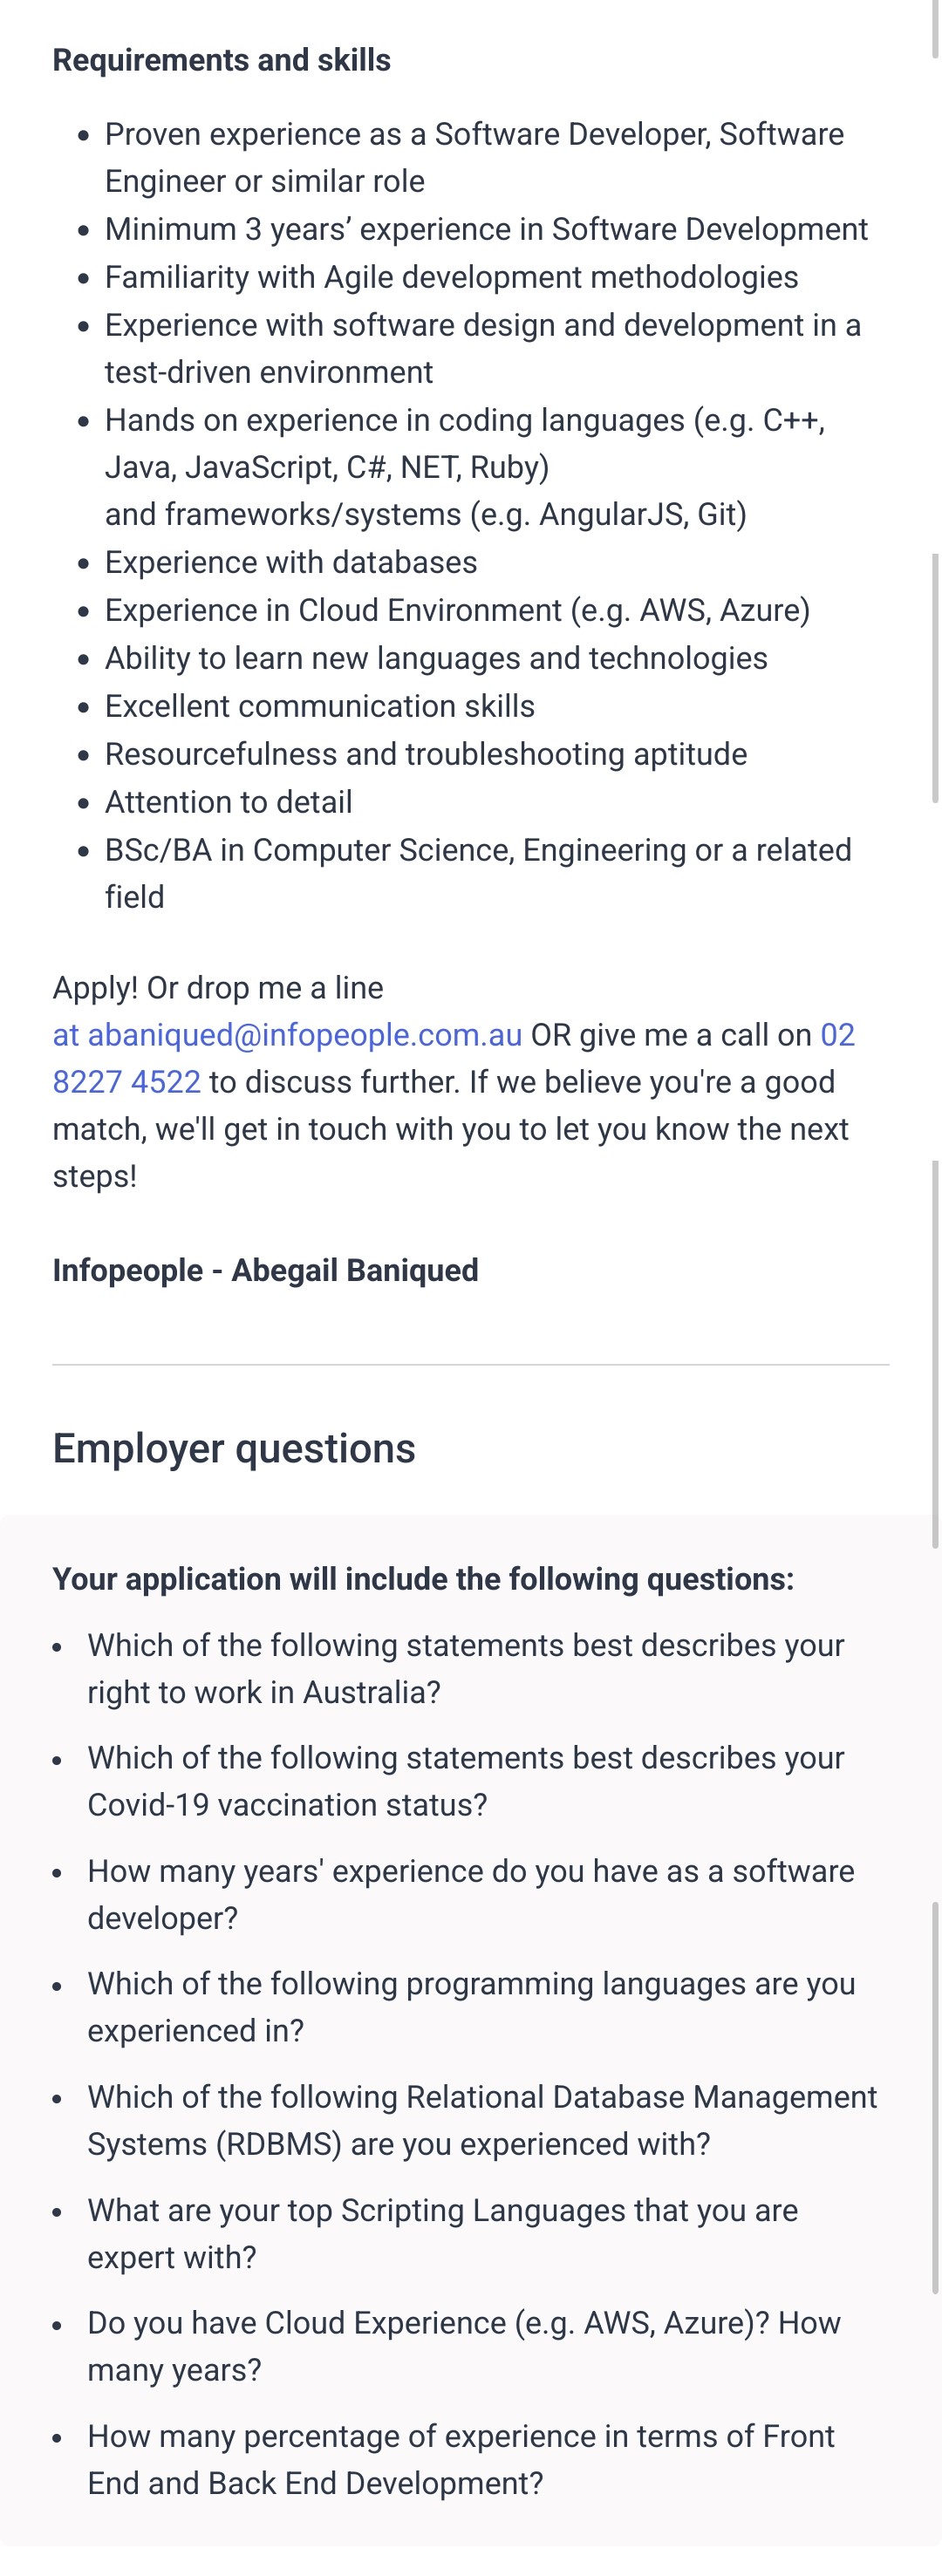 Requirements and skills
• Proven experience as a Software Developer, Software
Engineer or similar role
• Minimum 3 years’ experience in Software Development
• Familiarity with Agile development methodologies
• Experience with software design and development in a
test-driven environment
• Hands on experience in coding languages (e.g. C++,
Java, JavaScript, C#, NET, Ruby)
and frameworks/systems (e.g. AngularJS, Git)
• Experience with databases
• Experience in Cloud Environment (e.g. AWS, Azure)
• Ability to learn new languages and technologies
• Excellent communication skills
• Resourcefulness and troubleshooting aptitude
• Attention to detail
• BSc/BA in Computer Science, Engineering or a related
field
Apply! Or drop me a line
at abaniqued@infopeople.com.au OR give me a call on 02
8227 4522 to discuss further. If we believe you're a good
match, we'll get in touch with you to let you know the next
steps!
Infopeople - Abegail Baniqued
Employer questions
Your application will include the following questions:
• Which of the following statements best describes your
right to work in Australia?
• Which of the following statements best describes your
Covid-19 vaccination status?
• How many years' experience do you have as a software
developer?
• Which of the following programming languages are you
experienced in?
• Which of the following Relational Database Management
Systems (RDBMS) are you experienced with?
• What are your top Scripting Languages that you are
expert with?
• Do you have Cloud Experience (e.g. AWS, Azure)? How
many years?
• How many percentage of experience in terms of Front
End and Back End Development?